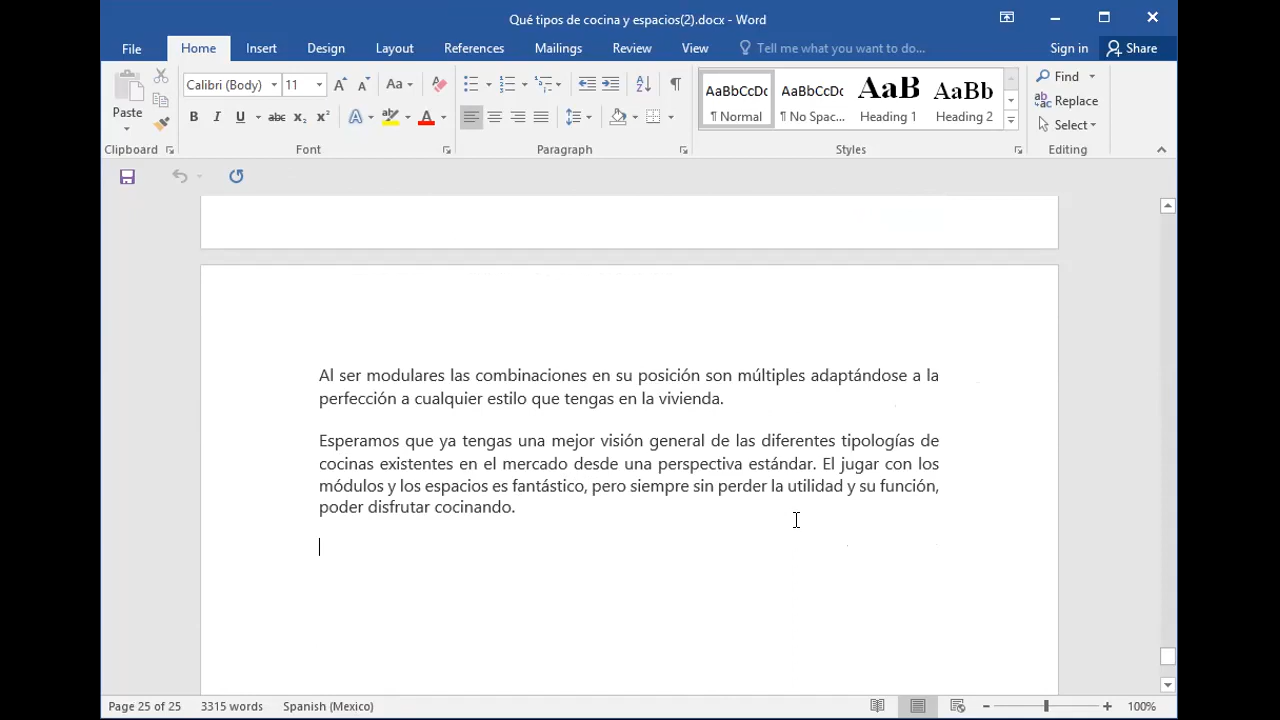 Qué tipos de cocina y espacios(2).docx - Word
File Home Insert Design Layout References Mailings Review View Tell me what you want to do... Sign in Share
Paste
Calibri (Body) 11 Aa
B I U abc x₂ x² A A
AaBbCcDc AaBbCcDc AaB AaBb
¶ Normal ¶ No Spac... Heading 1 Heading 2
Find
Replace
Select
Clipboard Font Paragraph Styles Editing
Al ser modulares las combinaciones en su posición son múltiples adaptándose a la
perfección a cualquier estilo que tengas en la vivienda.
Esperamos que ya tengas una mejor visión general de las diferentes tipologías de
cocinas existentes en el mercado desde una perspectiva estándar. El jugar con los
módulos y los espacios es fantástico, pero siempre sin perder la utilidad y su función,
poder disfrutar cocinando.
Page 25 of 25 3315 words Spanish (Mexico) 100%